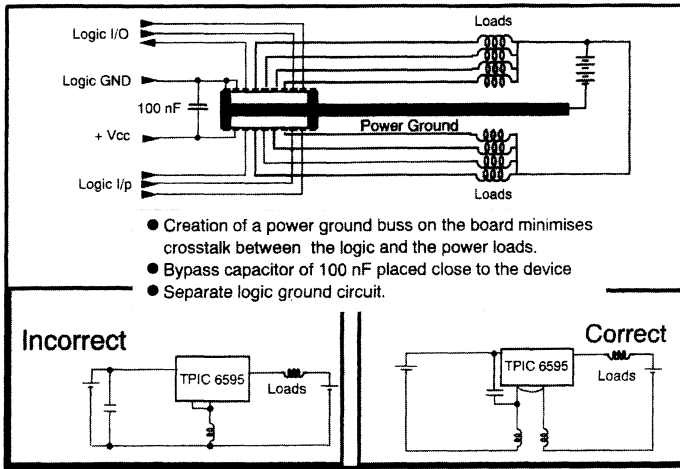 Loads
Logic I/O
Logic GND
100 nF
+ Vcc
Power Ground
Logic I/p
Loads
● Creation of a power ground buss on the board minimises
crosstalk between the logic and the power loads.
● Bypass capacitor of 100 nF placed close to the device
● Separate logic ground circuit.
Incorrect
TPIC 6595
Loads
Correct
TPIC 6595
Loads